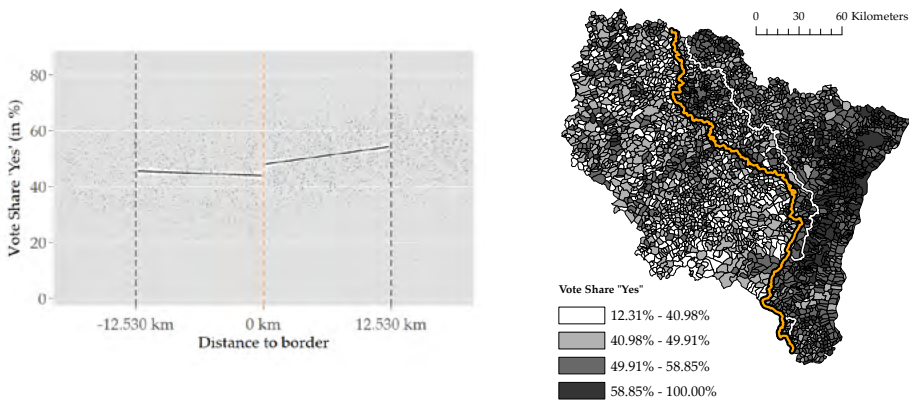 80
60
40
20
0
Vote Share 'Yes' (in %)
-12.530 km
0 km
12.530 km
Distance to border
0
30
60 Kilometers
Vote Share "Yes"
12.31% - 40.98%
40.98% - 49.91%
49.91% - 58.85%
58.85% - 100.00%